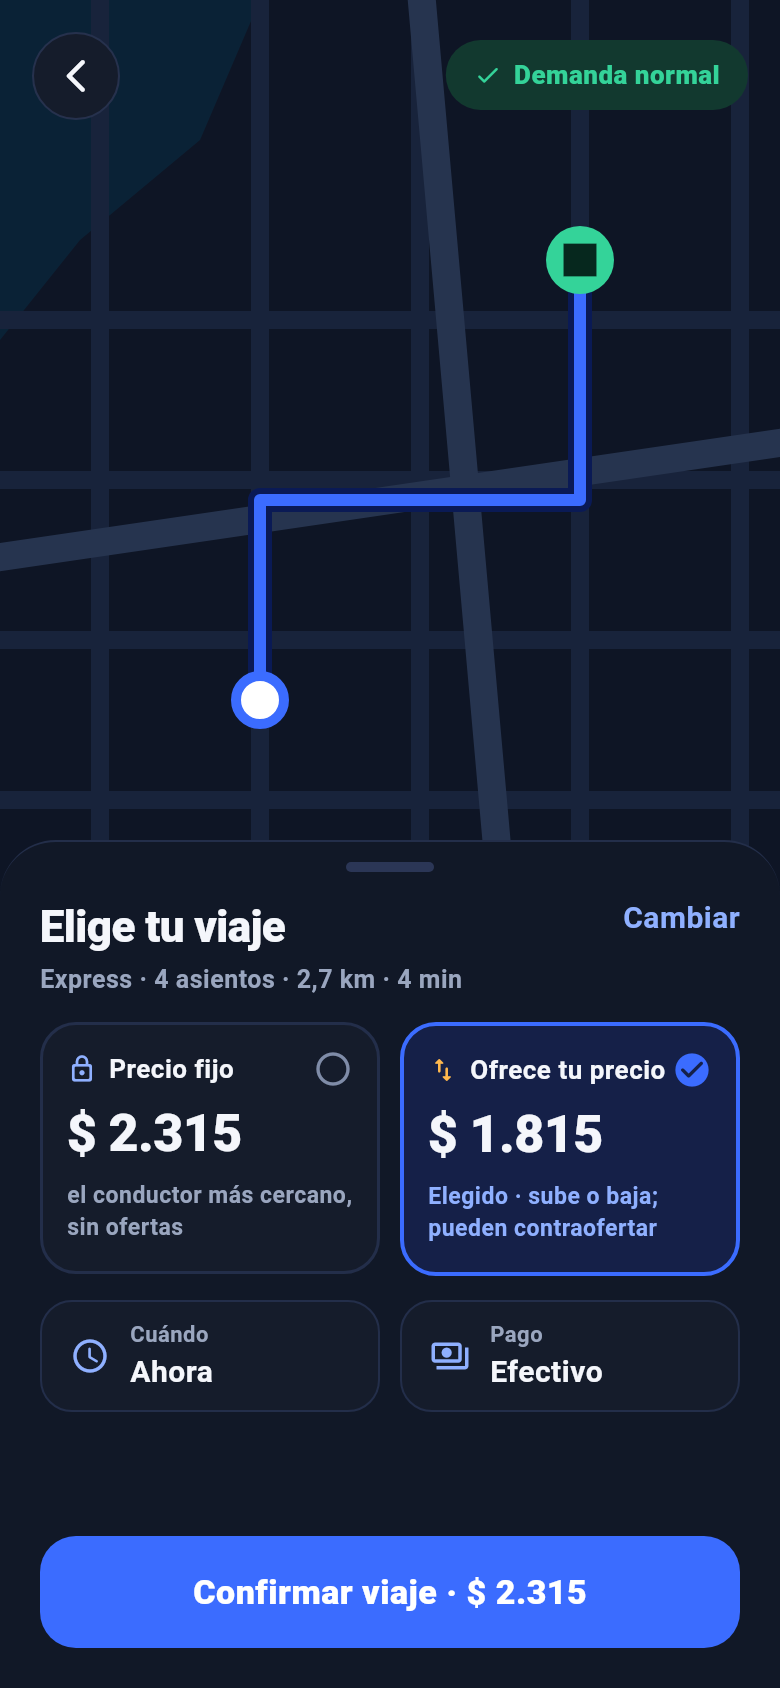 Demanda normal
Elige tu viaje
Cambiar
Express · 4 asientos · 2,7 km · 4 min
Precio fijo
$ 2.315
el conductor más cercano,
sin ofertas
Ofrece tu precio
$ 1.815
Elegido · sube o baja;
pueden contraofertar
Cuándo
Ahora
Pago
Efectivo
Confirmar viaje · $ 2.315